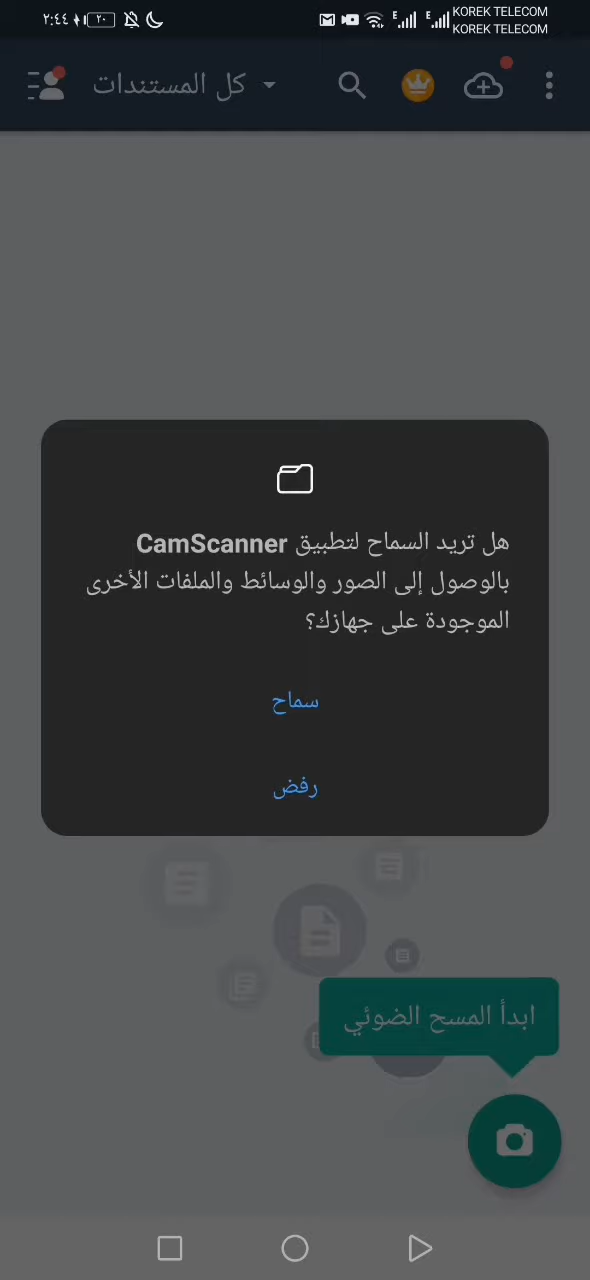 ٢:٤٤ ٢٠ E E KOREK TELECOM
KOREK TELECOM
كل المستندات
هل تريد السماح لتطبيق CamScanner
بالوصول إلى الصور والوسائط والملفات الأخرى
الموجودة على جهازك؟
سماح
رفض
ابدأ المسح الضوئي